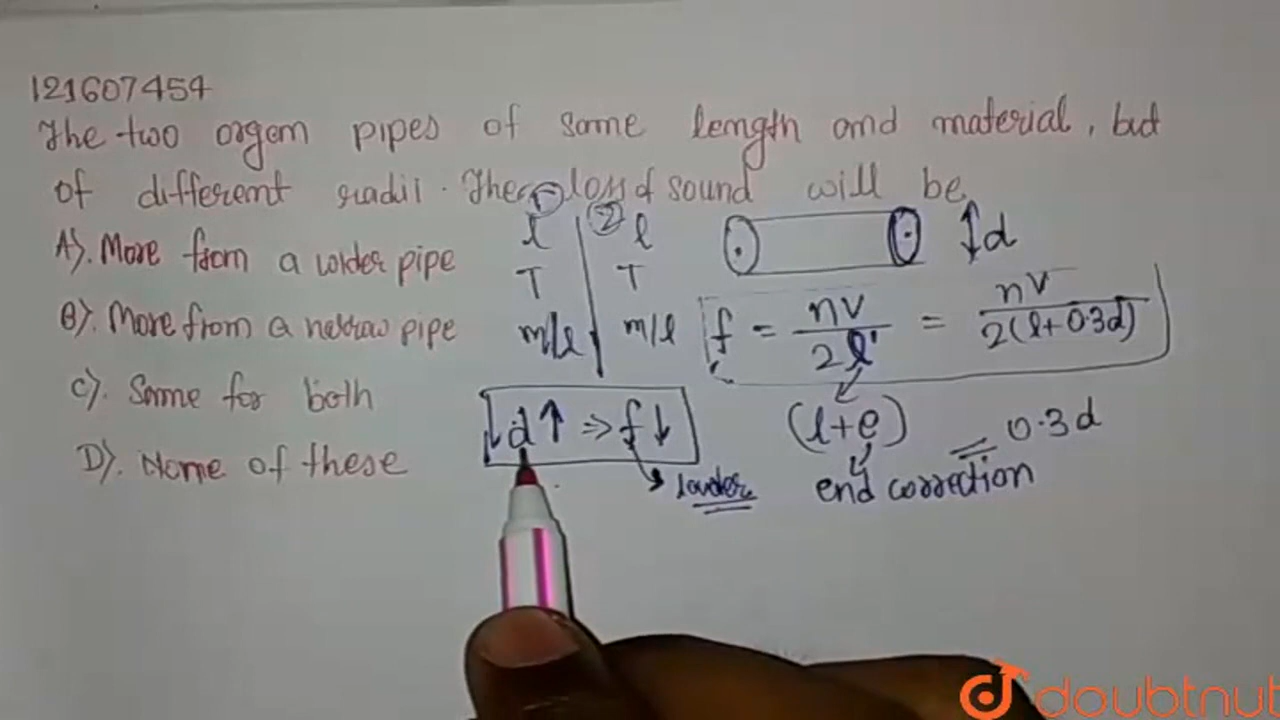 121607454
The two organ pipes of same length and material, but
of different radii. The loss of sound will be
A). More from a wider pipe
B). More from a narrow pipe
C). Same for both
D). None of these
1 2
l l
T T
m/l m/l
d
f = nv/2l' = nv/2(l+0.3d)
(l+e) 0.3d
end correction
↓d↑ ⇒ f↓
louder
doubtnut